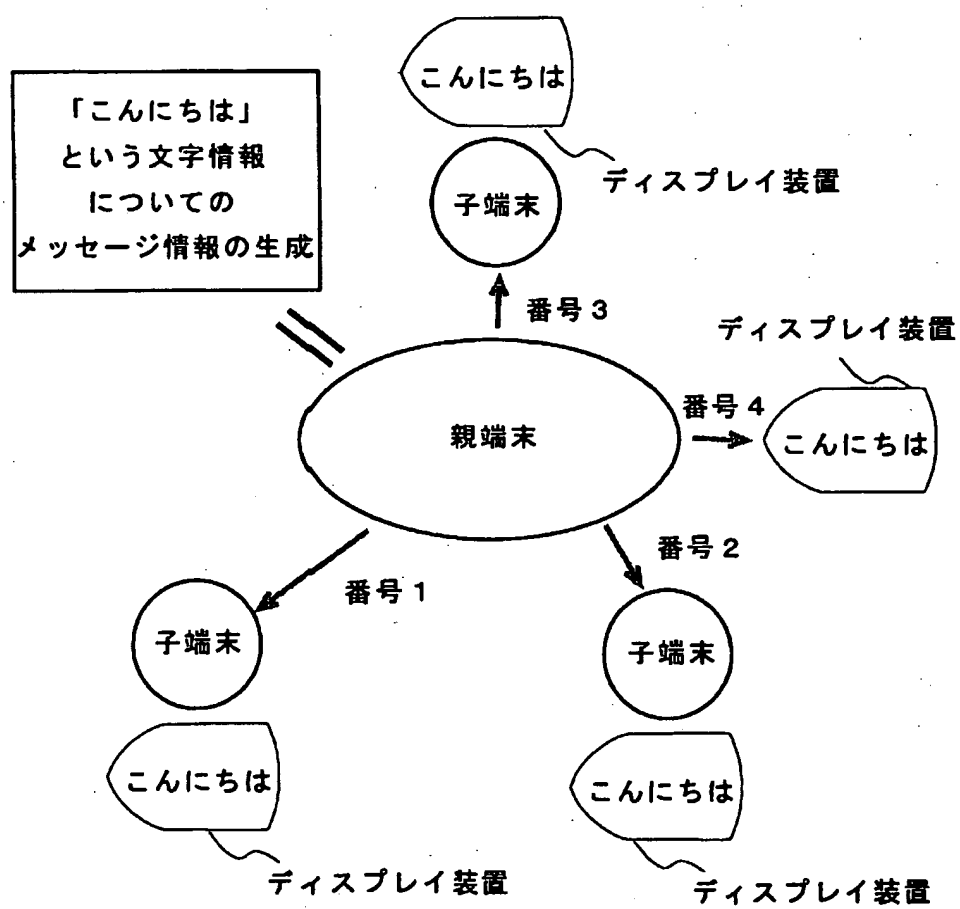 こんにちは
「こんにちは」
という文字情報
についての
メッセージ情報の生成
ディスプレイ装置
子端末
番号3
ディスプレイ装置
番号4
親端末
こんにちは
番号2
番号1
子端末
子端末
こんにちは
こんにちは
ディスプレイ装置
ディスプレイ装置